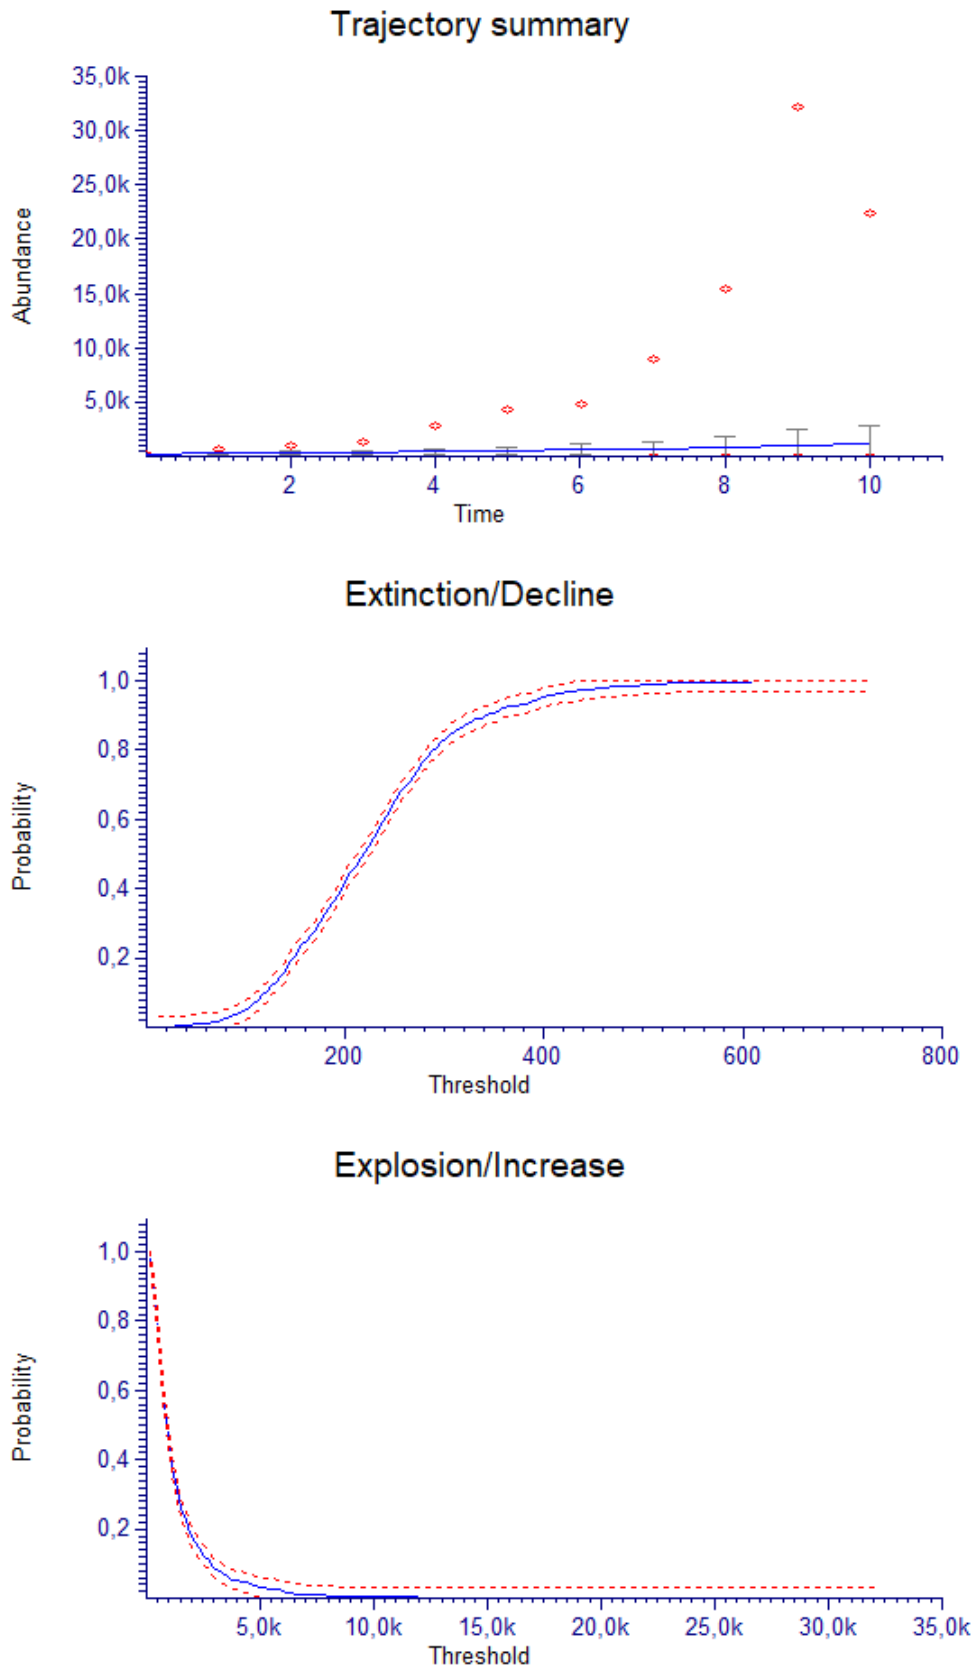 Trajectory summary
35,0k
30,0k
25,0k
20,0k
15,0k
10,0k
5,0k
Abundance
2 4 6 8 10
Time
Extinction/Decline
1,0
0,8
0,6
0,4
0,2
Probability
200 400 600 800
Threshold
Explosion/Increase
1,0
0,8
0,6
0,4
0,2
Probability
5,0k 10,0k 15,0k 20,0k 25,0k 30,0k 35,0k
Threshold